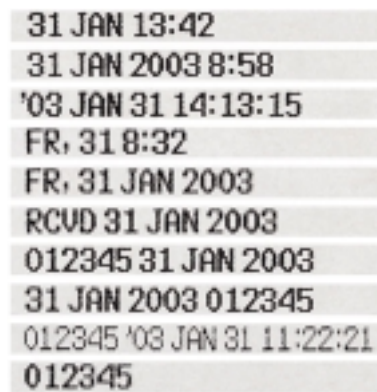 31 JAN 13:42
31 JAN 2003 8:58
'03 JAN 31 14:13:15
FR, 31 8:32
FR, 31 JAN 2003
RCVD 31 JAN 2003
012345 31 JAN 2003
31 JAN 2003 012345
012345 '03 JAN 31 11:22:21
012345